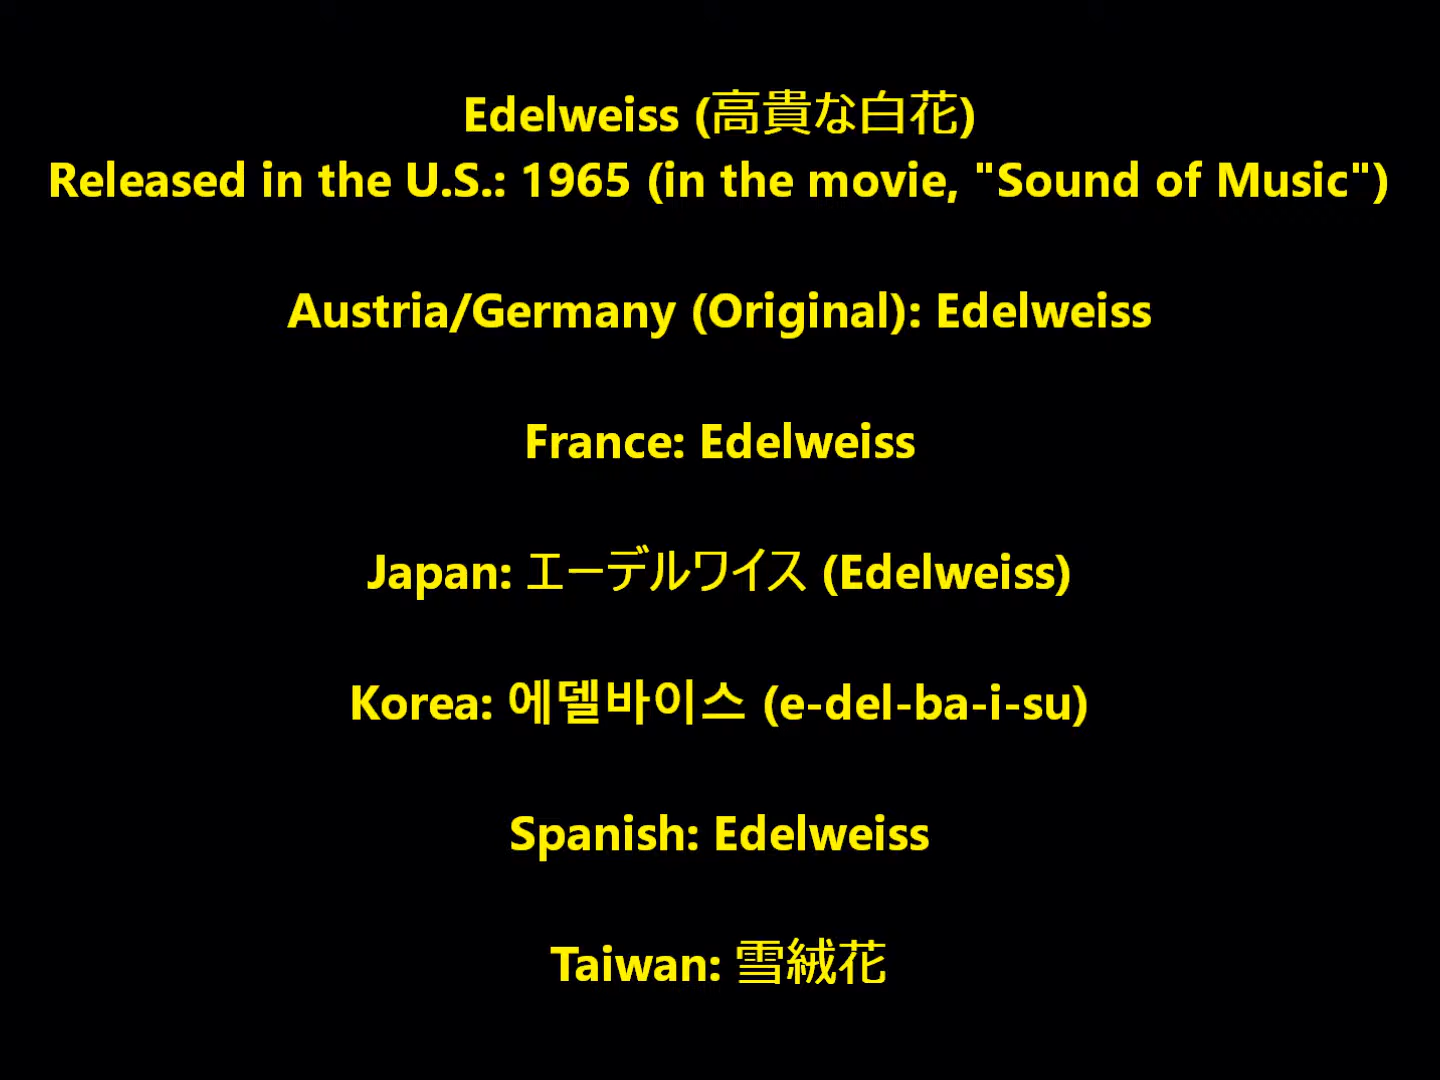 Edelweiss (高貴な白花)
Released in the U.S.: 1965 (in the movie, "Sound of Music")
Austria/Germany (Original): Edelweiss
France: Edelweiss
Japan: エーデルワイス (Edelweiss)
Korea: 에델바이스 (e-del-ba-i-su)
Spanish: Edelweiss
Taiwan: 雪絨花